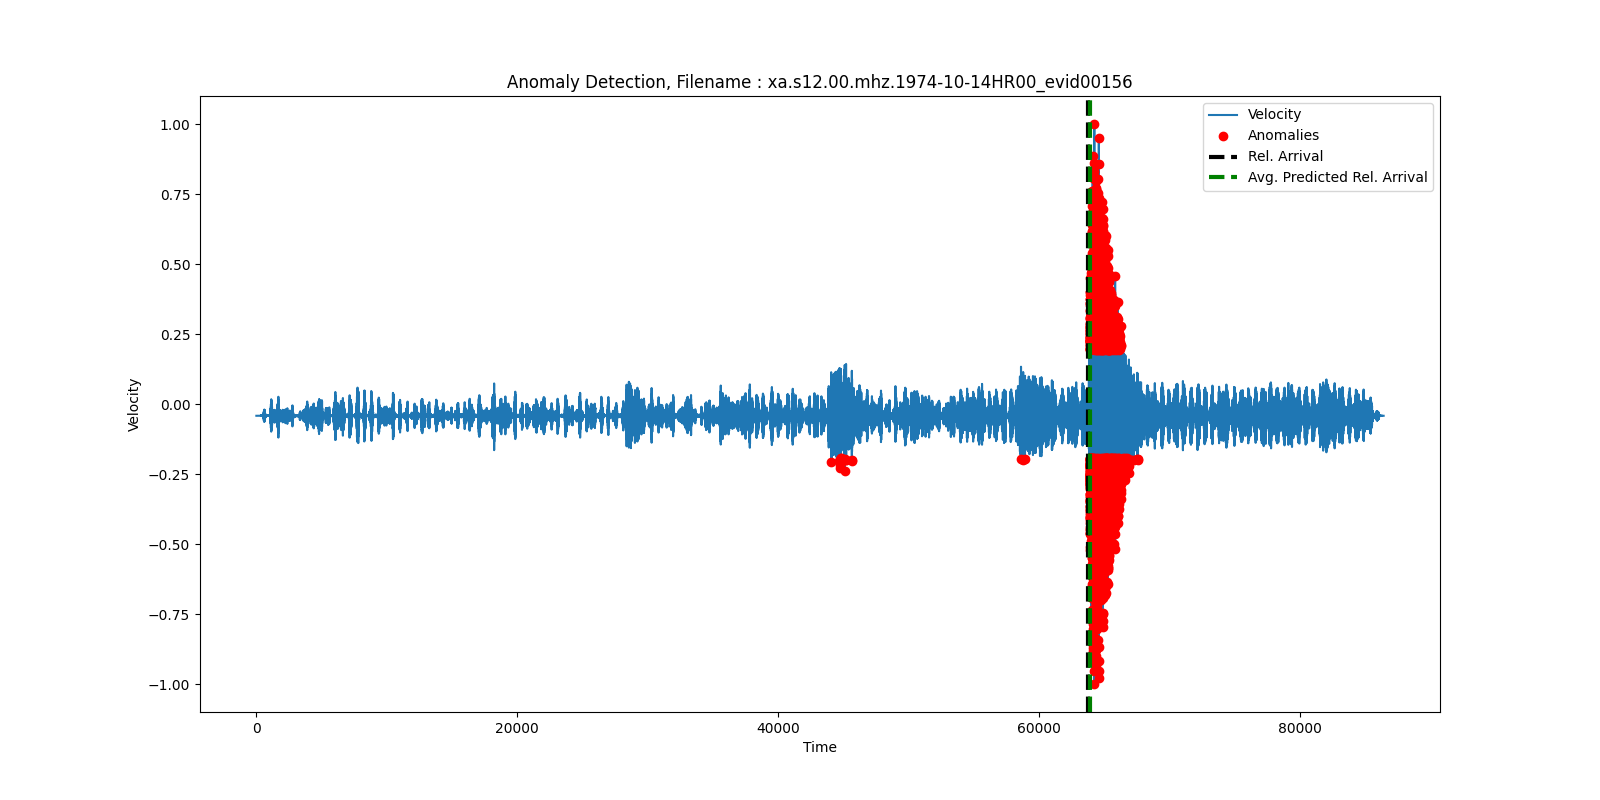 Anomaly Detection, Filename : xa.s12.00.mhz.1974-10-14HR00_evid00156
Velocity
Anomalies
Rel. Arrival
Avg. Predicted Rel. Arrival
1.00
0.75
0.50
0.25
0.00
−0.25
−0.50
−0.75
−1.00
Velocity
0
20000
40000
60000
80000
Time